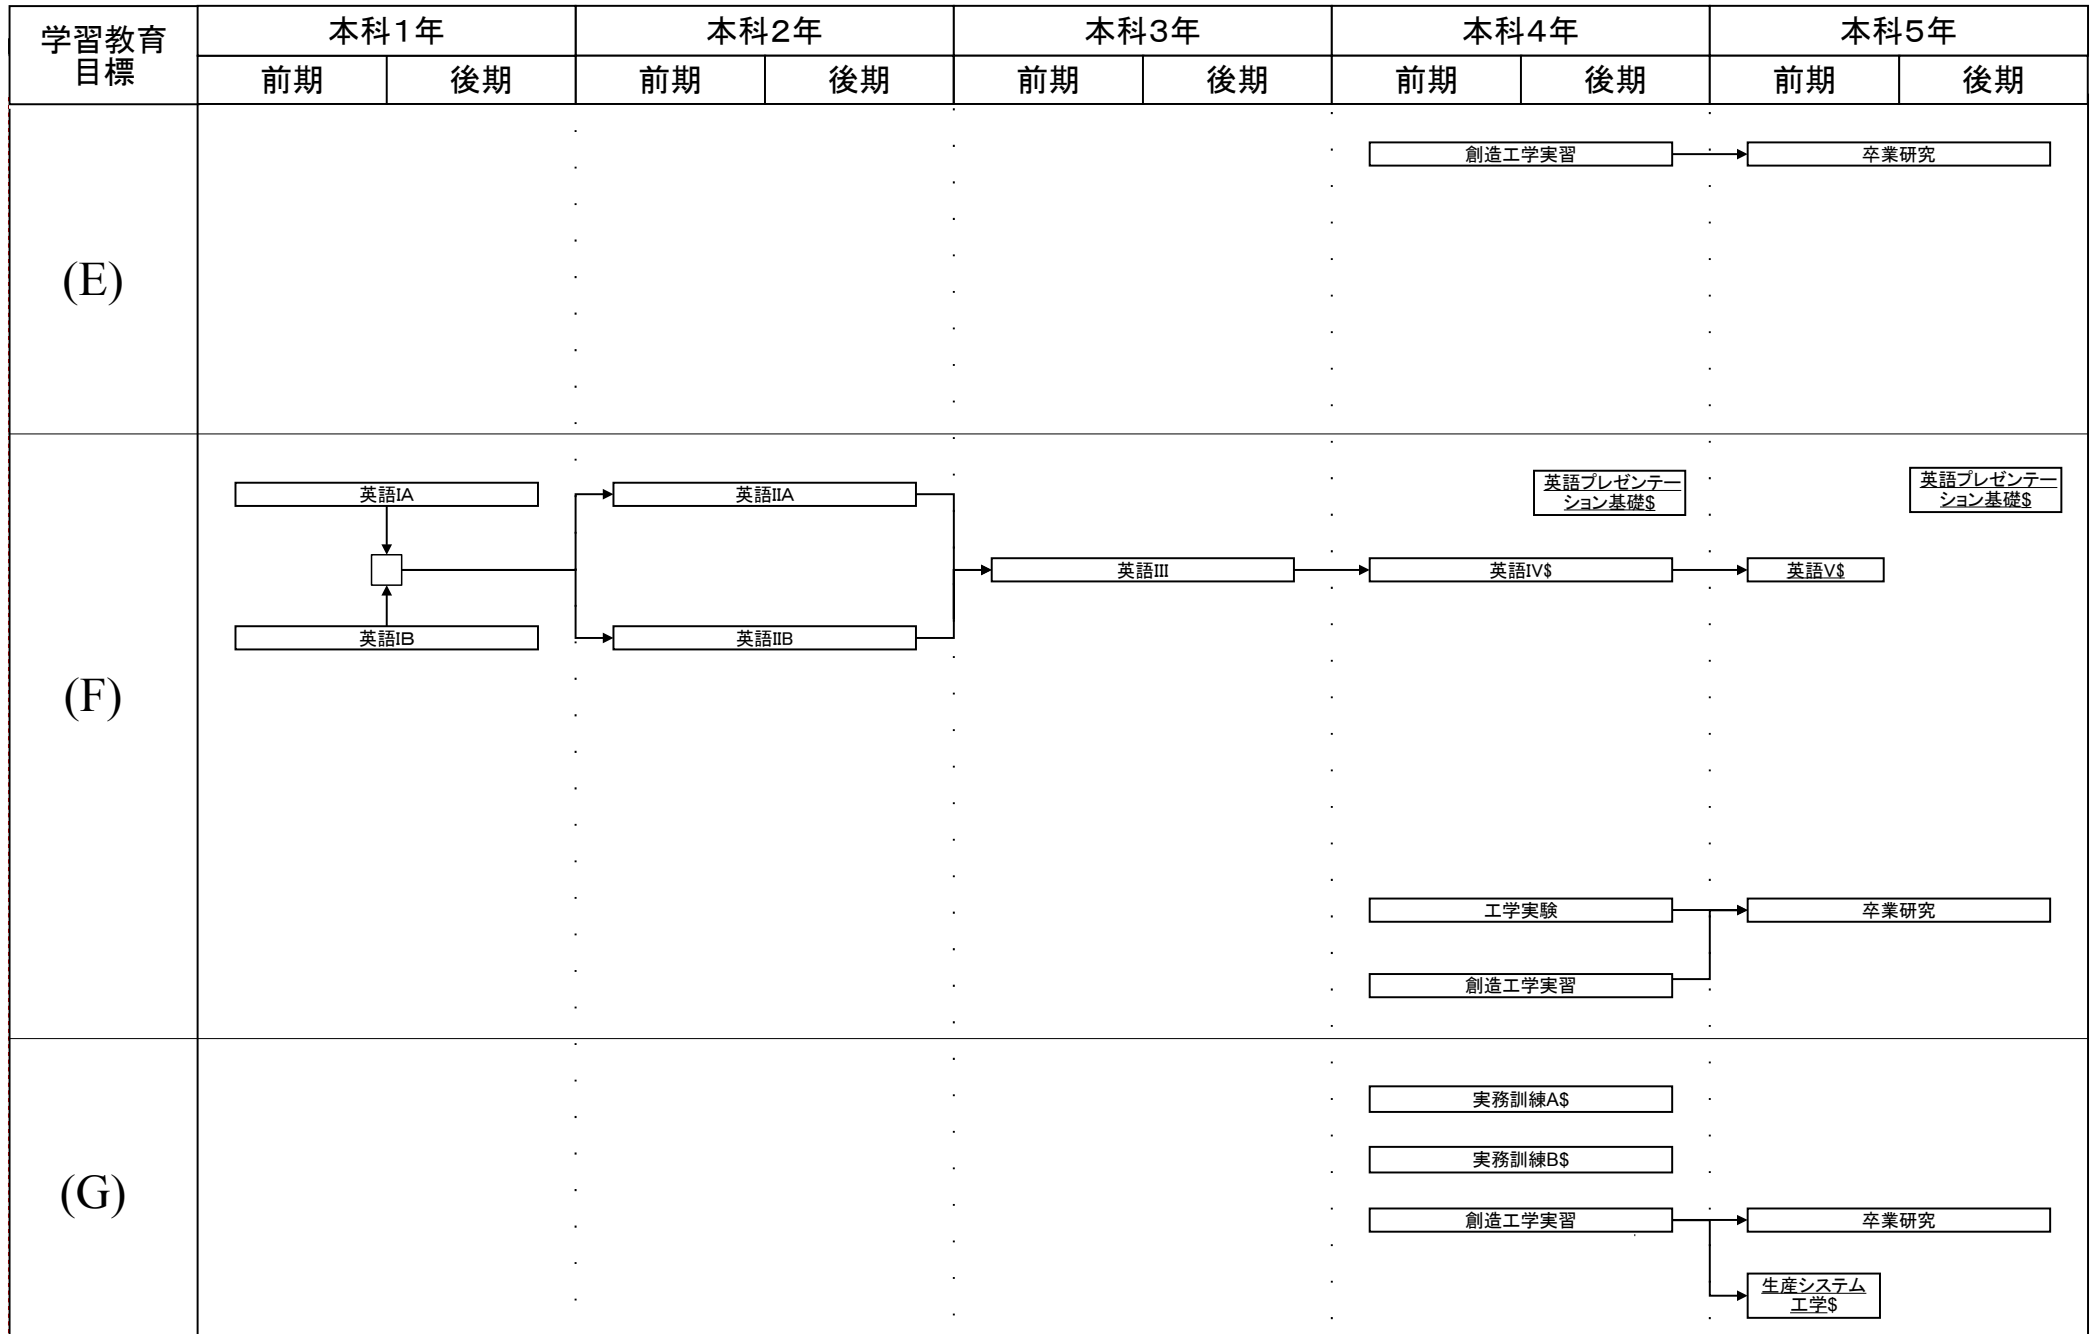 学習教育
目標
本科1年
本科2年
本科3年
本科4年
本科5年
前期
後期
前期
後期
前期
後期
前期
後期
前期
後期
(E)
創造工学実習
卒業研究
(F)
英語IA
英語IIA
英語プレゼンテー
ション基礎$
英語プレゼンテー
ション基礎$
英語III
英語IV$
英語V$
英語IB
英語IIB
工学実験
卒業研究
創造工学実習
(G)
実務訓練A$
実務訓練B$
創造工学実習
卒業研究
生産システム
工学$